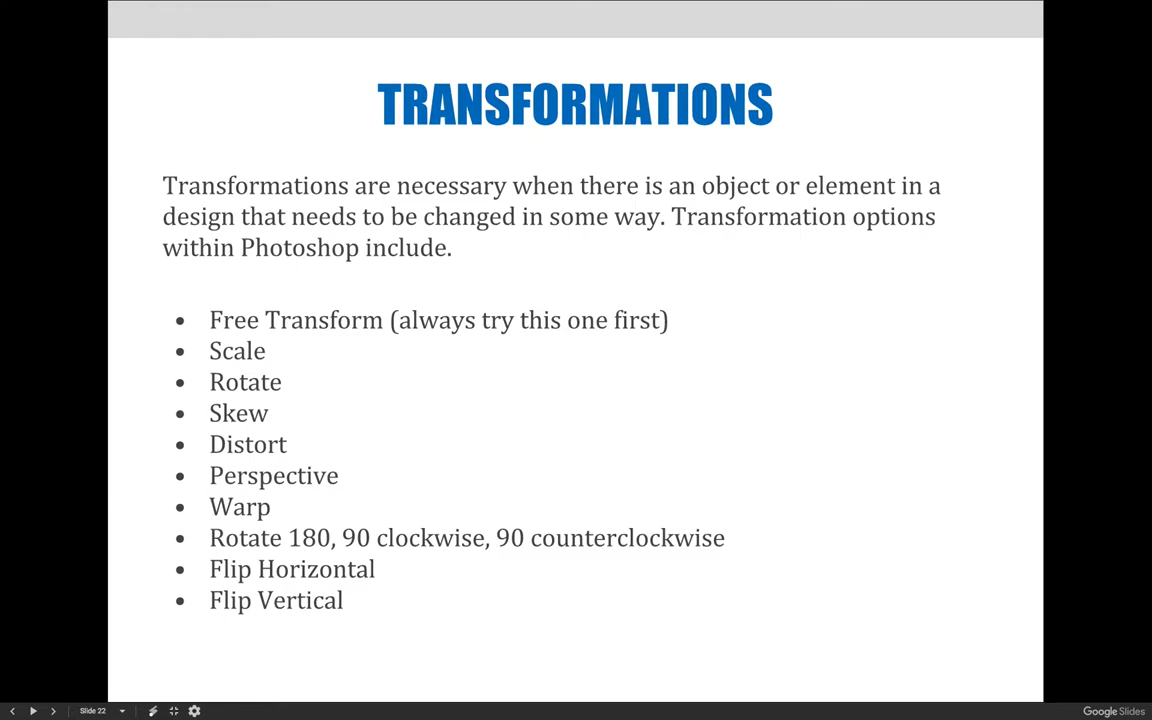 TRANSFORMATIONS
Transformations are necessary when there is an object or element in a
design that needs to be changed in some way. Transformation options
within Photoshop include.
• Free Transform (always try this one first)
• Scale
• Rotate
• Skew
• Distort
• Perspective
• Warp
• Rotate 180, 90 clockwise, 90 counterclockwise
• Flip Horizontal
• Flip Vertical
Slide 22
Google Slides